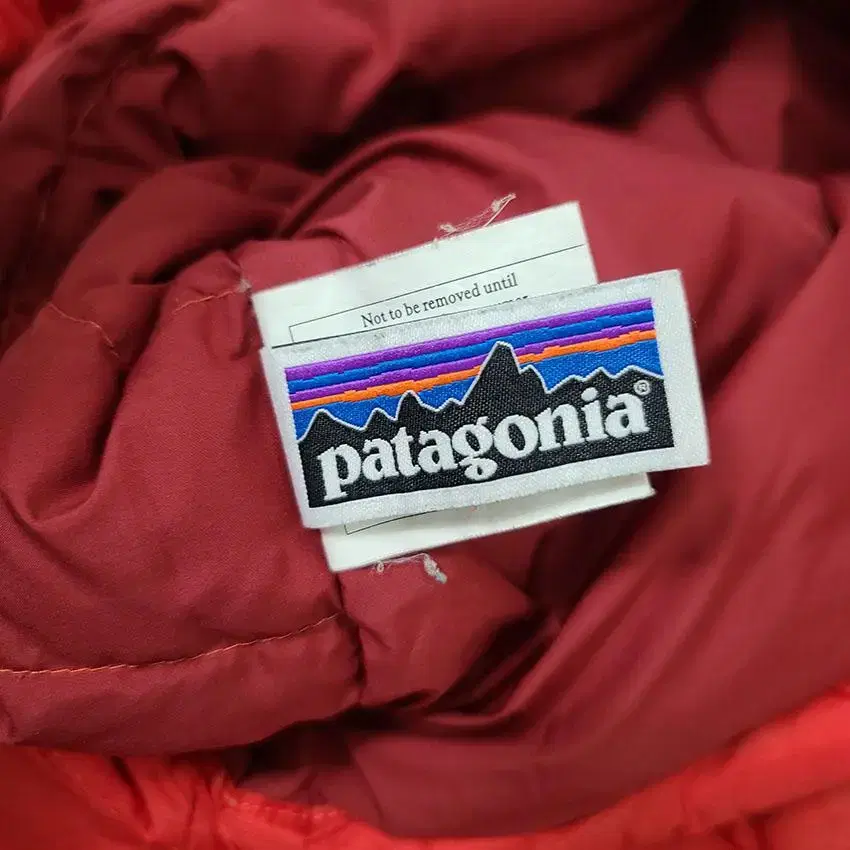 Not to be removed until
patagonia®